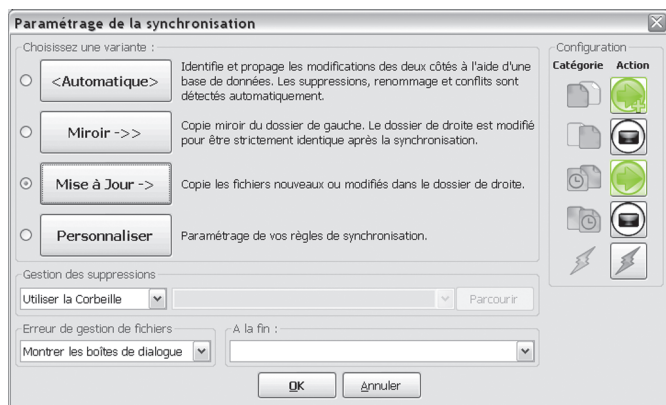 Paramétrage de la synchronisation
Choisissez une variante :
<Automatique>
Identifie et propage les modifications des deux côtés à l'aide d'une
base de données. Les suppressions, renommage et conflits sont
détectés automatiquement.
Miroir ->>
Copie miroir du dossier de gauche. Le dossier de droite est modifié
pour être strictement identique après la synchronisation.
Mise à Jour ->
Copie les fichiers nouveaux ou modifiés dans le dossier de droite.
Personnaliser
Paramétrage de vos règles de synchronisation.
Configuration
Catégorie Action
Gestion des suppressions
Utiliser la Corbeille
Parcourir
Erreur de gestion de fichiers
Montrer les boîtes de dialogue
A la fin :
OK
Annuler